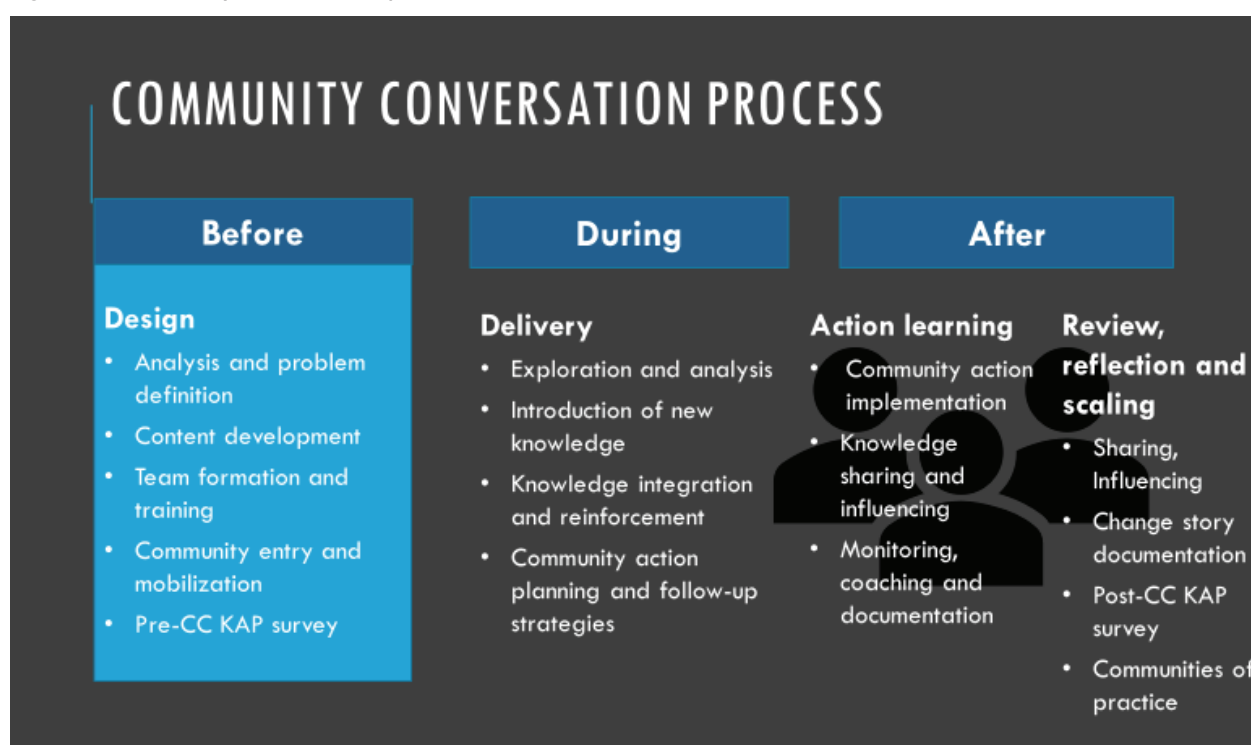 COMMUNITY CONVERSATION PROCESS
Before
Design
• Analysis and problem
definition
• Content development
• Team formation and
training
• Community entry and
mobilization
• Pre-CC KAP survey
During
Delivery
• Exploration and analysis
• Introduction of new
knowledge
• Knowledge integration
and reinforcement
• Community action
planning and follow-up
strategies
After
Action learning
• Community action
implementation
• Knowledge
sharing and
influencing
• Monitoring,
coaching and
documentation
Review,
reflection and
scaling
• Sharing,
Influencing
• Change story
documentation
• Post-CC KAP
survey
• Communities of
practice